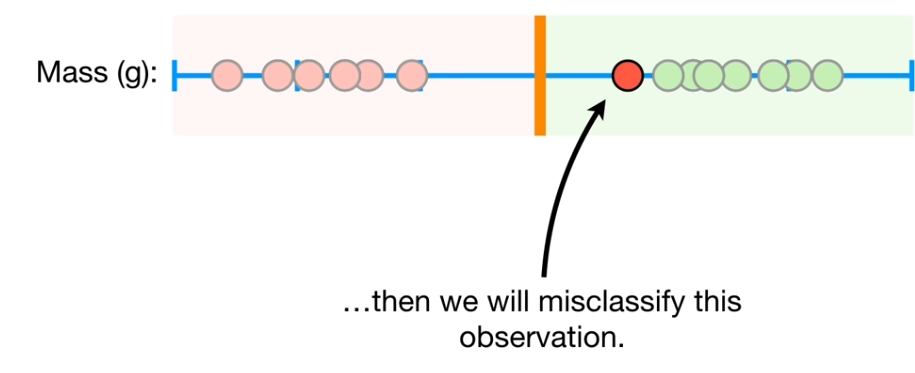 Mass (g):
…then we will misclassify this
observation.